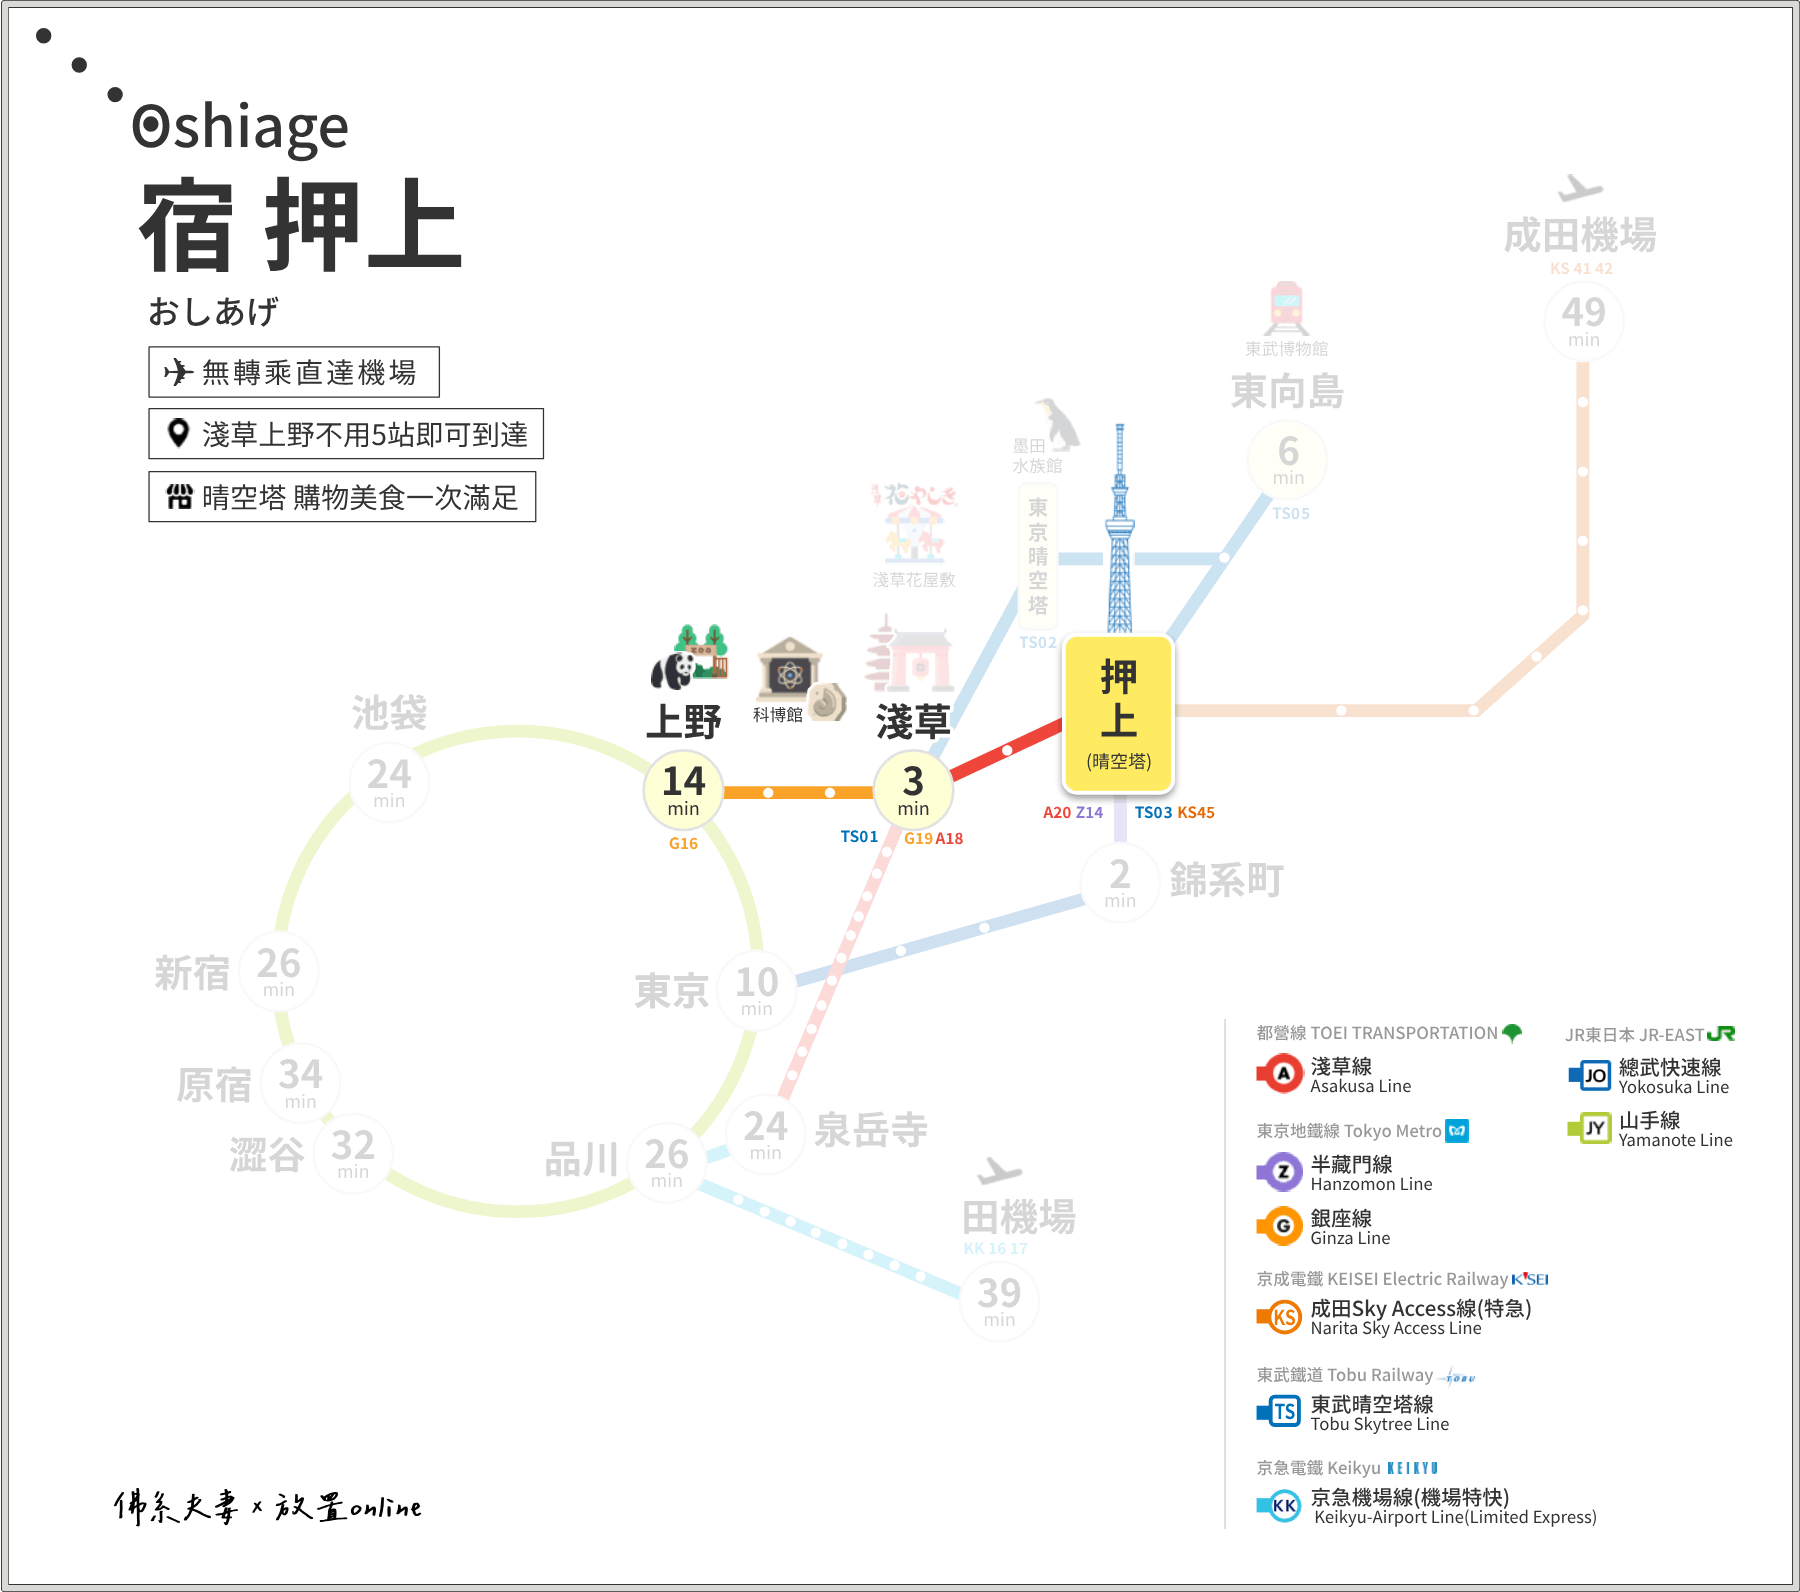 Oshiage
宿 押上
おしあげ
無轉乘直達機場
淺草上野不用5站即可到達
晴空塔 購物美食一次滿足
成田機場
KS 41 42
49
min
東武博物館
東向島
6
min
TS05
墨田
水族館
東京晴空塔
TS02
淺草花やしき
淺草花屋敷
押上
(晴空塔)
A20 Z14 TS03 KS45
ZOO
上野
14
min
G16
科博館
淺草
3
min
TS01 G19 A18
池袋
24
min
2
min
錦系町
新宿
26
min
東京
10
min
原宿
34
min
澀谷
32
min
品川
26
min
24
min
泉岳寺
田機場
KK 16 17
39
min
都營線 TOEI TRANSPORTATION
A 淺草線
Asakusa Line
東京地鐵線 Tokyo Metro
Z 半藏門線
Hanzomon Line
G 銀座線
Ginza Line
京成電鐵 KEISEI Electric Railway K'SEI
KS 成田Sky Access線(特急)
Narita Sky Access Line
東武鐵道 Tobu Railway TOBU
TS 東武晴空塔線
Tobu Skytree Line
京急電鐵 Keikyu KEIKYU
KK 京急機場線(機場特快)
Keikyu-Airport Line(Limited Express)
JR東日本 JR-EAST JR
JO 總武快速線
Yokosuka Line
JY 山手線
Yamanote Line
佛系夫妻 x 放置online